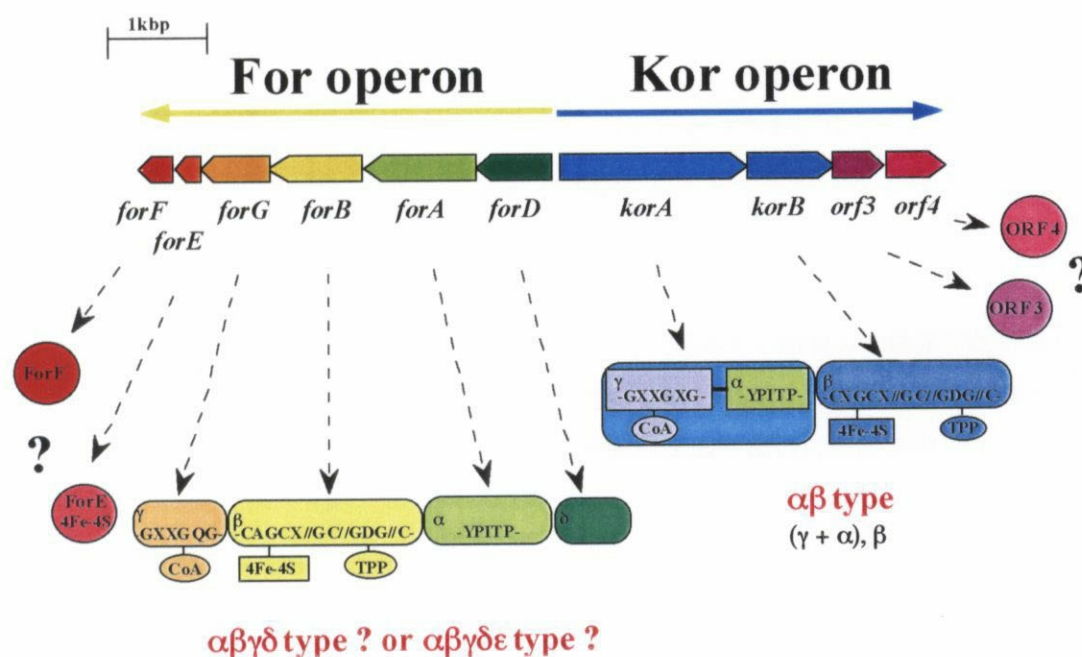 1kbp
For operon Kor operon
forF forE forG forB forA forD korA korB orf3 orf4
ORF4
?
ORF3
ForF
γ -GXXGXG- α -YPITP- β -CXGCX//GC//GDG//C-
CoA 4Fe-4S TPP
?
ForE
4Fe-4S
γ -GXXGQG- β -CAGCX//GC//GDG//C- α -YPITP- δ
CoA 4Fe-4S TPP
αβ type
(γ + α), β
αβγδ type ? or αβγδε type ?